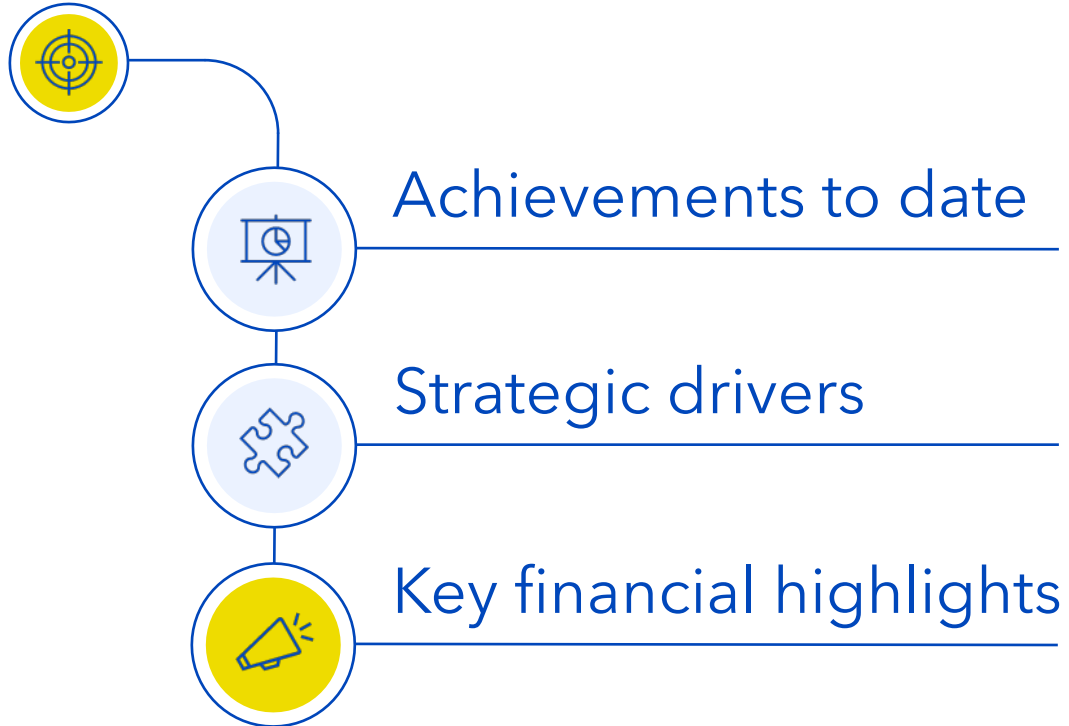 Achievements to date
Strategic drivers
Key financial highlights